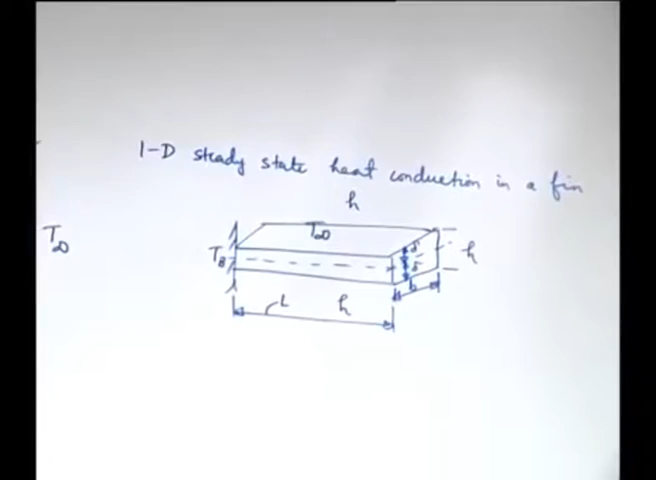 1-D steady state heat conduction in a fin
h
T∞
T∞
TB
δ
h
δ
b
L
h